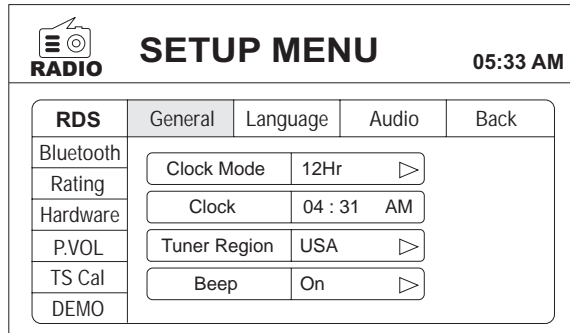 RADIO
SETUP MENU
05:33 AM
RDS General Language Audio Back
Bluetooth
Rating
Hardware
P.VOL
TS Cal
DEMO
Clock Mode 12Hr
Clock 04 : 31 AM
Tuner Region USA
Beep On